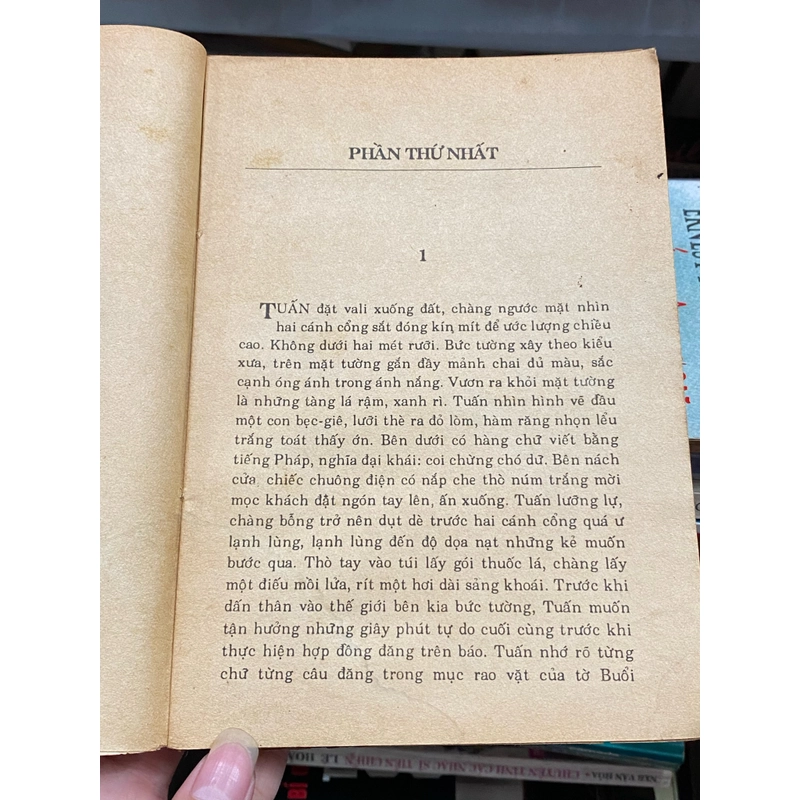 PHẦN THỨ NHẤT
1
TUẤN đặt vali xuống đất, chàng ngước mặt nhìn
hai cánh cổng sắt đóng kín mít để ước lượng chiều
cao. Không dưới hai mét rưỡi. Bức tường xây theo kiểu
xưa, trên mặt tường gắn đầy mảnh chai đủ màu, sắc
cạnh óng ánh trong ánh nắng. Vươn ra khỏi mặt tường
là những tàng lá rậm, xanh rì. Tuấn nhìn hình vẽ đầu
một con bẹc-giê, lưỡi thè ra đỏ lòm, hàm răng nhọn lểu
trắng toát thấy ớn. Bên dưới có hàng chữ viết bằng
tiếng Pháp, nghĩa đại khái: coi chừng chó dữ. Bên nách
cửa, chiếc chuông điện có nắp che thò núm trắng mời
mọc khách đặt ngón tay lên, ấn xuống. Tuấn lưỡng lự,
chàng bỗng trở nên dụt dè trước hai cánh cổng quá ư
lạnh lùng, lạnh lùng đến độ dọa nạt những kẻ muốn
bước qua. Thò tay vào túi lấy gói thuốc lá, chàng lấy
một điếu mồi lửa, rít một hơi dài sảng khoái. Trước khi
dấn thân vào thế giới bên kia bức tường, Tuấn muốn
tận hưởng những giây phút tự do cuối cùng trước khi
thực hiện hợp đồng đăng trên báo. Tuấn nhớ rõ từng
chữ từng câu đăng trong mục rao vặt của tờ Buổi
CHUYỆN TÌNH CÁC NHẠC SĨ TIỀN CHIẾN